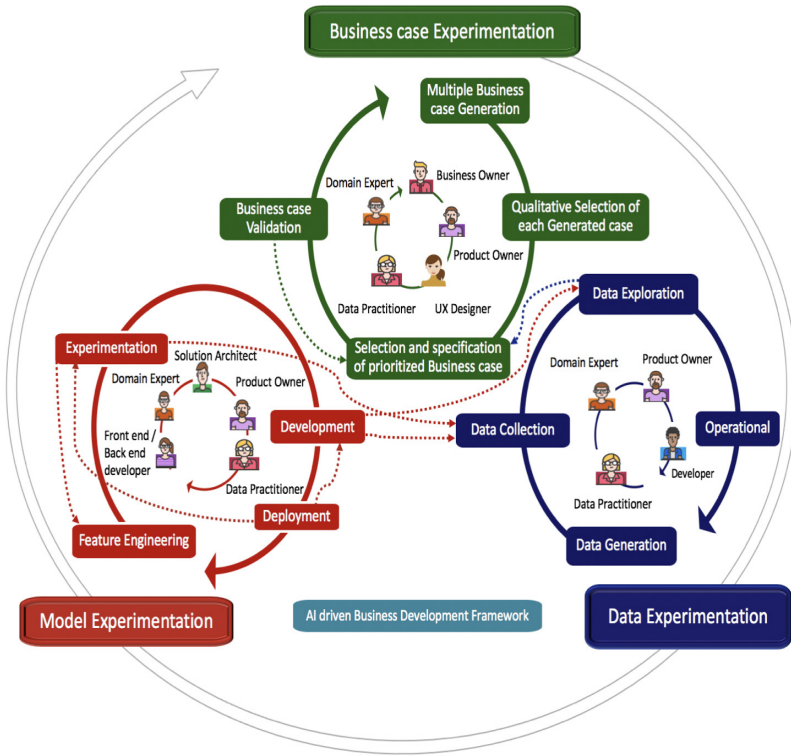 Business case Experimentation
Multiple Business
case Generation
Domain Expert
Business Owner
Business case
Validation
Qualitative Selection of
each Generated case
Product Owner
Data Practitioner
UX Designer
Selection and specification
of prioritized Business case
Data Exploration
Domain Expert
Product Owner
Data Collection
Operational
Developer
Data Practitioner
Data Generation
Experimentation
Solution Architect
Domain Expert
Product Owner
Development
Front end /
Back end
developer
Data Practitioner
Deployment
Feature Engineering
Model Experimentation
AI driven Business Development Framework
Data Experimentation